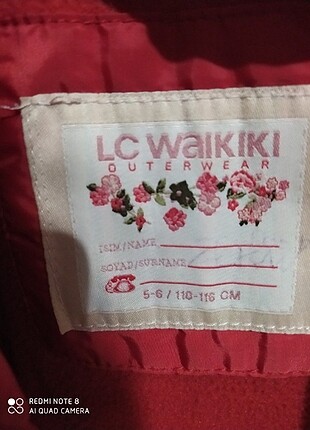 LC WAIKIKI
OUTERWEAR
İSİM/NAME
SOYAD/SURNAME
5-6 / 110-116 CM
REDMI NOTE 8
AI QUAD CAMERA